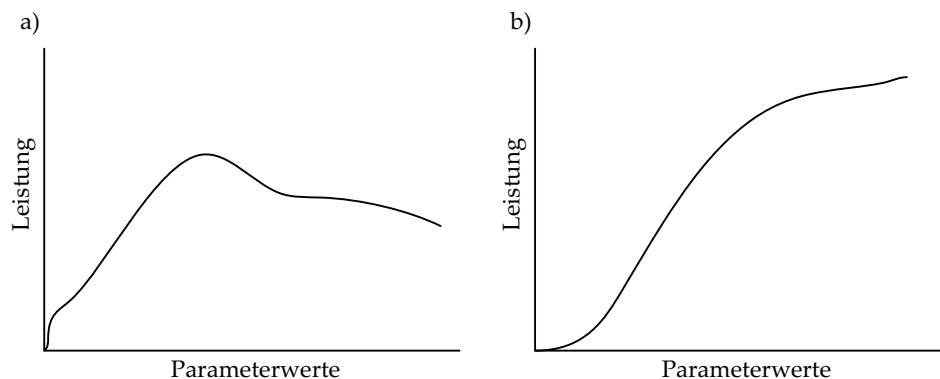 a)
b)
Leistung
Leistung
Parameterwerte
Parameterwerte